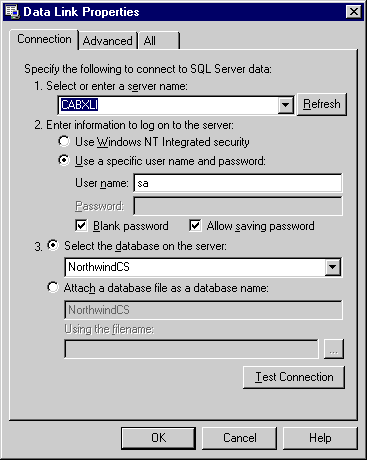 Data Link Properties
Connection Advanced All
Specify the following to connect to SQL Server data:
1. Select or enter a server name:
CABXLI Refresh
2. Enter information to log on to the server:
Use Windows NT Integrated security
Use a specific user name and password:
User name: sa
Password:
Blank password Allow saving password
3. Select the database on the server:
NorthwindCS
Attach a database file as a database name:
NorthwindCS
Using the filename:
...
Test Connection
OK Cancel Help